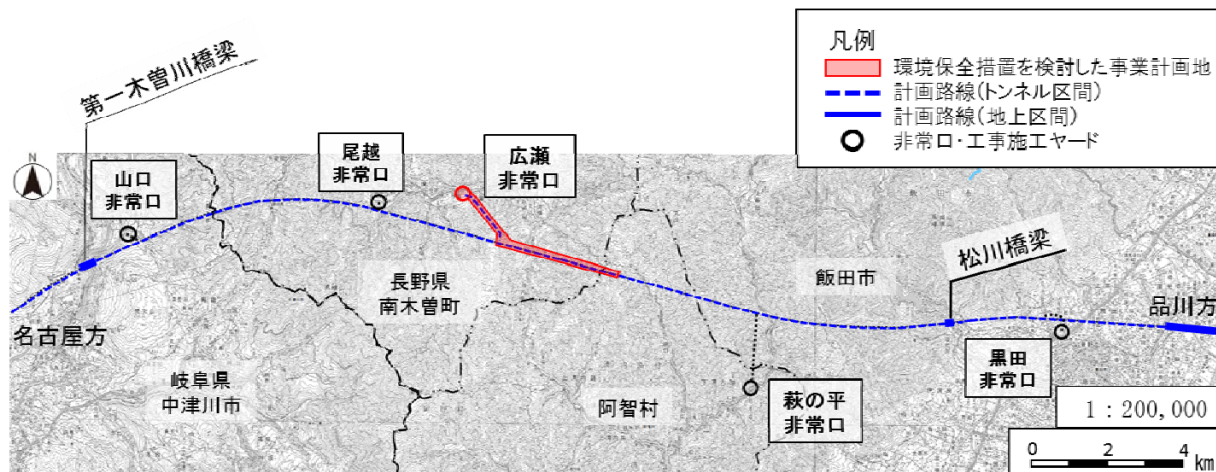 凡例
環境保全措置を検討した事業計画地
計画路線(トンネル区間)
計画路線(地上区間)
非常口・工事施工ヤード
第一木曽川橋梁
N
山口
非常口
尾越
非常口
広瀬
非常口
長野県
南木曽町
飯田市
松川橋梁
名古屋方
品川方
岐阜県
中津川市
阿智村
萩の平
非常口
黒田
非常口
1：200,000
0 2 4
km